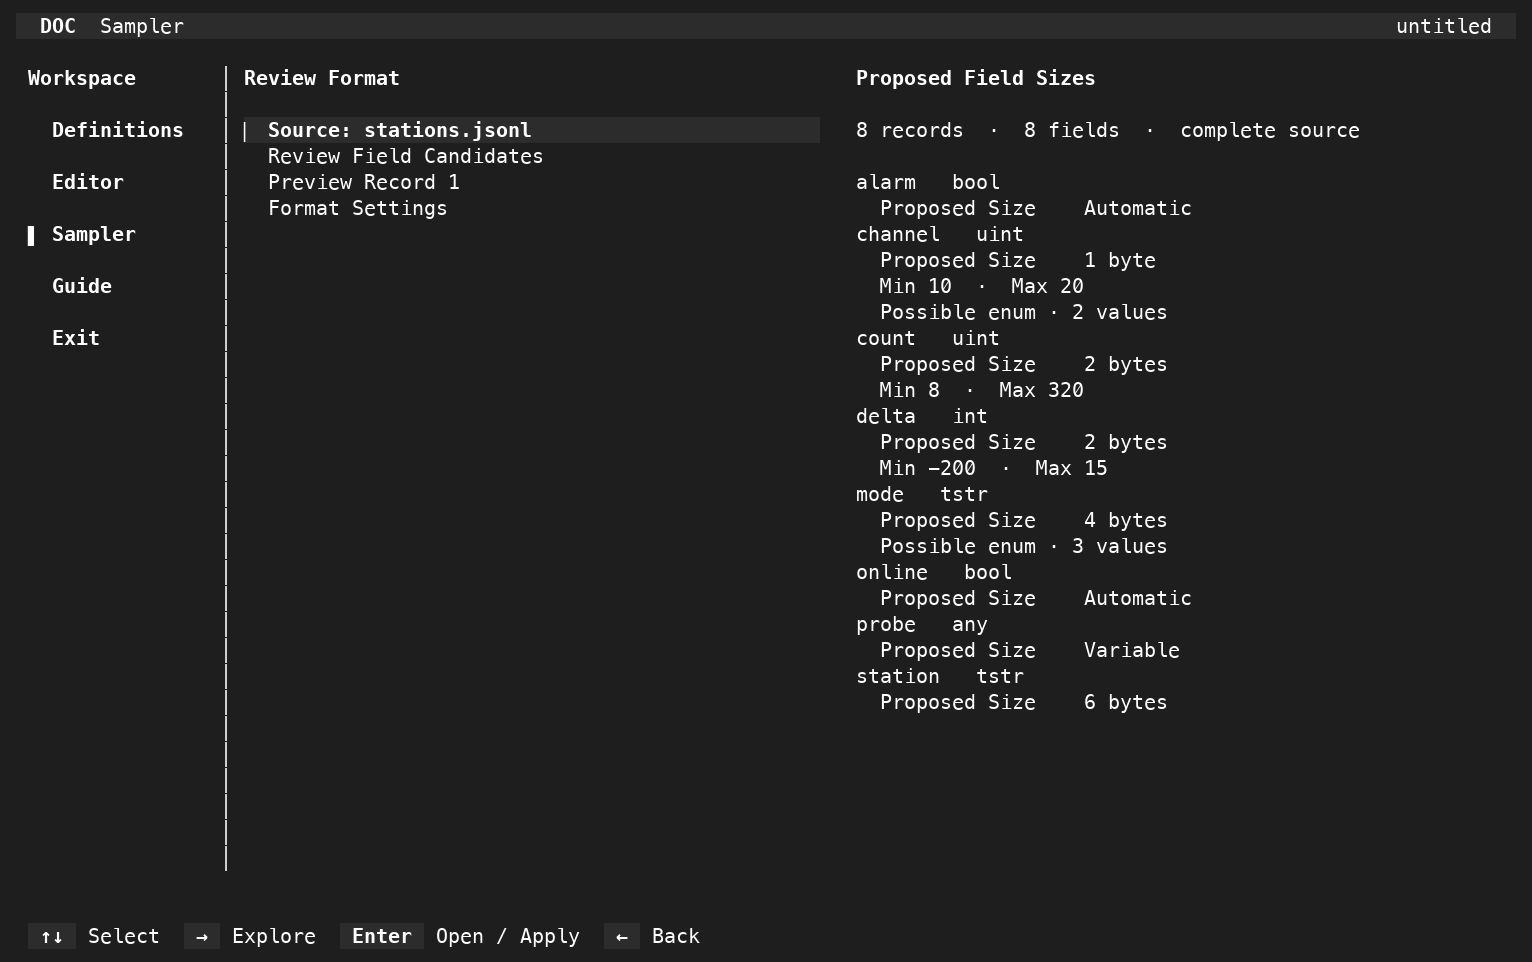 DOC Sampler untitled
Workspace
Definitions
Editor
Sampler
Guide
Exit
Review Format
Source: stations.jsonl
Review Field Candidates
Preview Record 1
Format Settings
Proposed Field Sizes
8 records · 8 fields · complete source
alarm bool
Proposed Size Automatic
channel uint
Proposed Size 1 byte
Min 10 · Max 20
Possible enum · 2 values
count uint
Proposed Size 2 bytes
Min 8 · Max 320
delta int
Proposed Size 2 bytes
Min −200 · Max 15
mode tstr
Proposed Size 4 bytes
Possible enum · 3 values
online bool
Proposed Size Automatic
probe any
Proposed Size Variable
station tstr
Proposed Size 6 bytes
↑↓ Select → Explore Enter Open / Apply ← Back